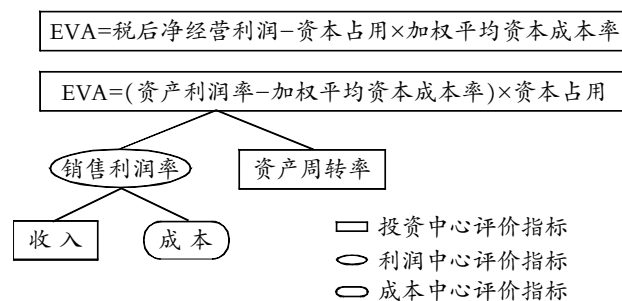 EVA=税后净经营利润-资本占用×加权平均资本成本率
EVA=(资产利润率-加权平均资本成本率)×资本占用
销售利润率
资产周转率
收入
成本
投资中心评价指标
利润中心评价指标
成本中心评价指标